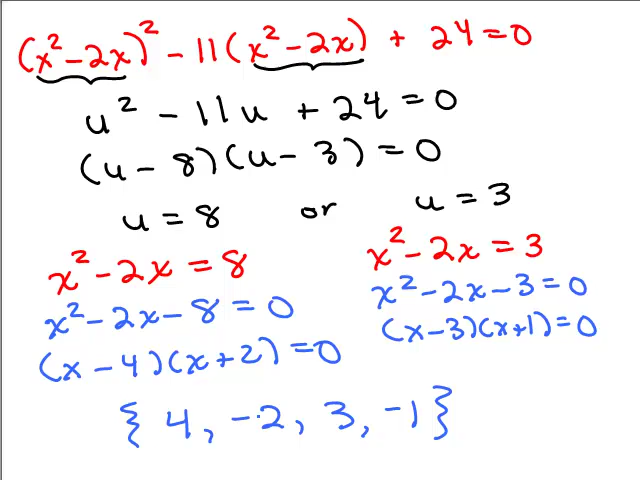 (x² - 2x)² - 11(x² - 2x) + 24 = 0
u² - 11u + 24 = 0
(u - 8)(u - 3) = 0
u = 8 or u = 3
x² - 2x = 8
x² - 2x - 8 = 0
(x - 4)(x + 2) = 0
x² - 2x = 3
x² - 2x - 3 = 0
(x - 3)(x + 1) = 0
{ 4, -2, 3, -1 }